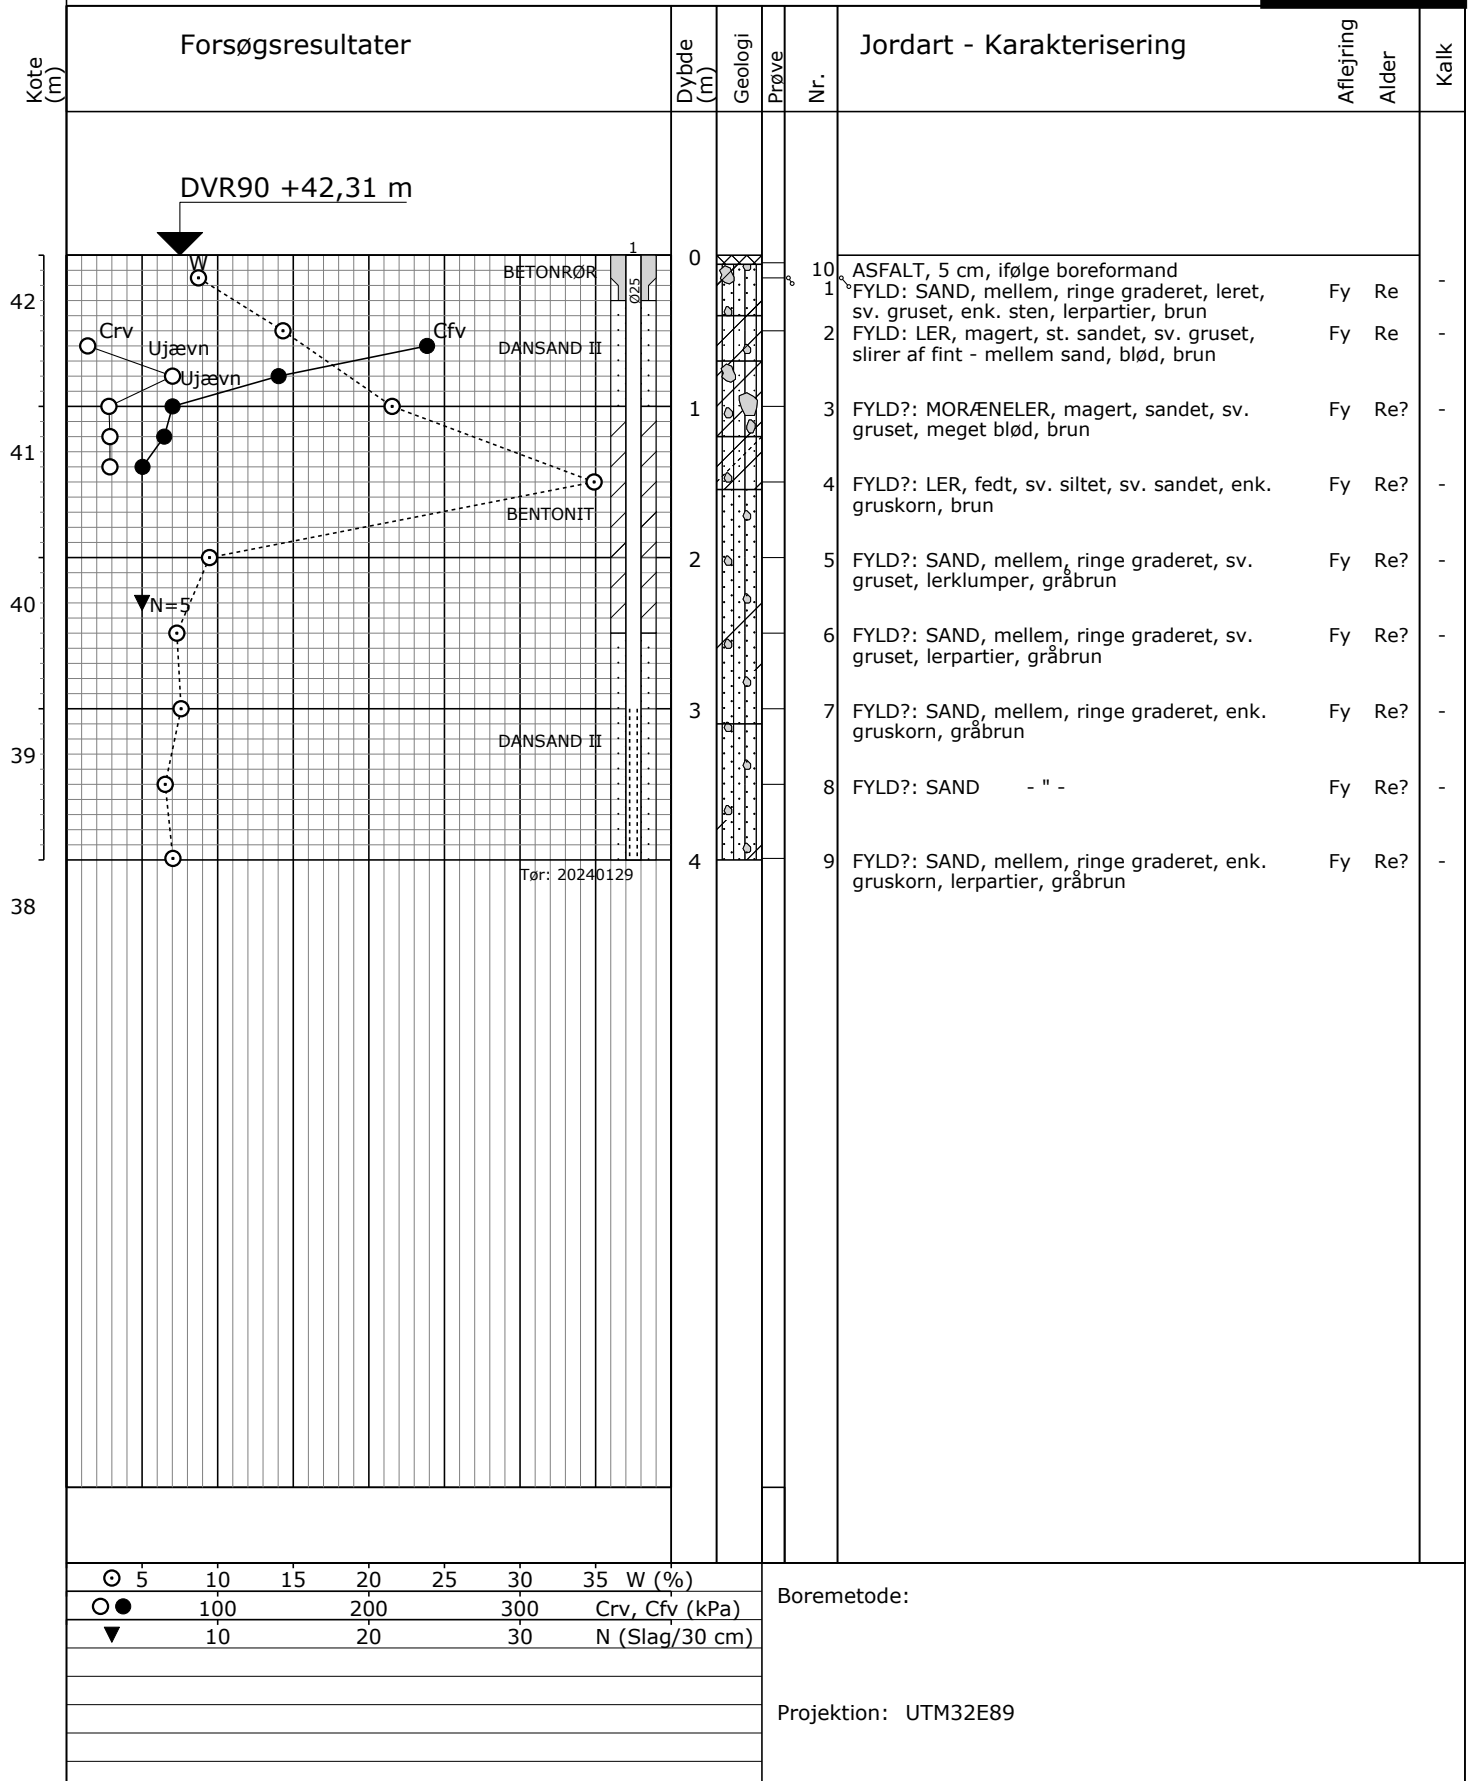 Kote (m)
Forsøgsresultater
Dybde (m)
Geologi
Prøve
Nr.
Jordart - Karakterisering
Aflejring
Alder
Kalk
DVR90 +42,31 m
W
1
BETONRØR
Ø25
0
10 ASFALT, 5 cm, ifølge boreformand -
1 FYLD: SAND, mellem, ringe graderet, leret, Fy Re
sv. gruset, enk. sten, lerpartier, brun
42
Crv
Ujævn
Cfv
DANSAND II
2 FYLD: LER, magert, st. sandet, sv. gruset, Fy Re -
slirer af fint - mellem sand, blød, brun
Ujævn
1
3 FYLD?: MORÆNELER, magert, sandet, sv. Fy Re? -
gruset, meget blød, brun
41
4 FYLD?: LER, fedt, sv. siltet, sv. sandet, enk. Fy Re? -
gruskorn, brun
BENTONIT
2
5 FYLD?: SAND, mellem, ringe graderet, sv. Fy Re? -
gruset, lerklumper, gråbrun
40
N=5
6 FYLD?: SAND, mellem, ringe graderet, sv. Fy Re? -
gruset, lerpartier, gråbrun
3
7 FYLD?: SAND, mellem, ringe graderet, enk. Fy Re? -
gruskorn, gråbrun
DANSAND II
39
8 FYLD?: SAND - " - Fy Re? -
4
9 FYLD?: SAND, mellem, ringe graderet, enk. Fy Re? -
gruskorn, lerpartier, gråbrun
Tør: 20240129
38
5 10 15 20 25 30 35 W (%)
100 200 300 Crv, Cfv (kPa)
10 20 30 N (Slag/30 cm)
Boremetode:
Projektion: UTM32E89